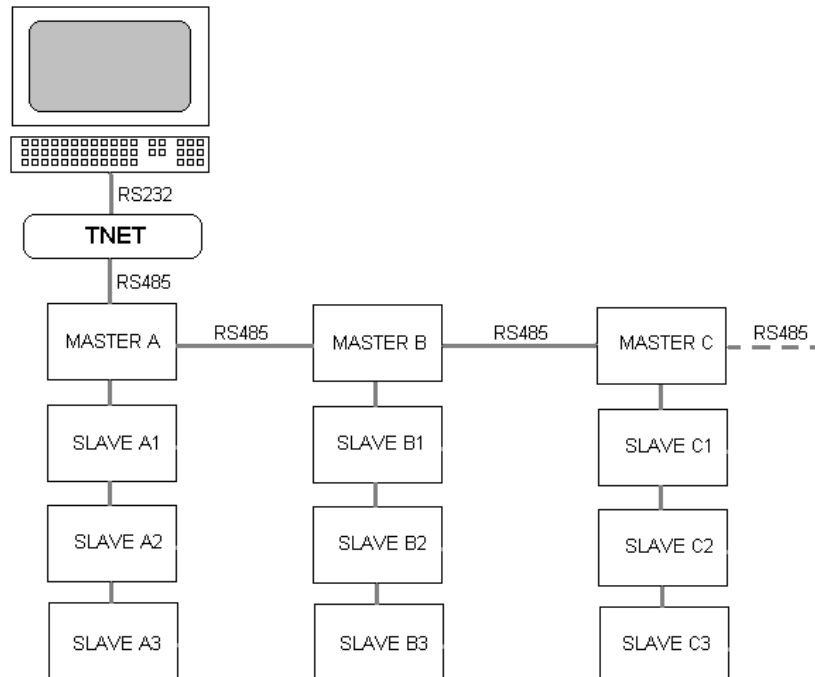 RS232
TNET
RS485
MASTER A
RS485
MASTER B
RS485
MASTER C
RS485
SLAVE A1
SLAVE B1
SLAVE C1
SLAVE A2
SLAVE B2
SLAVE C2
SLAVE A3
SLAVE B3
SLAVE C3